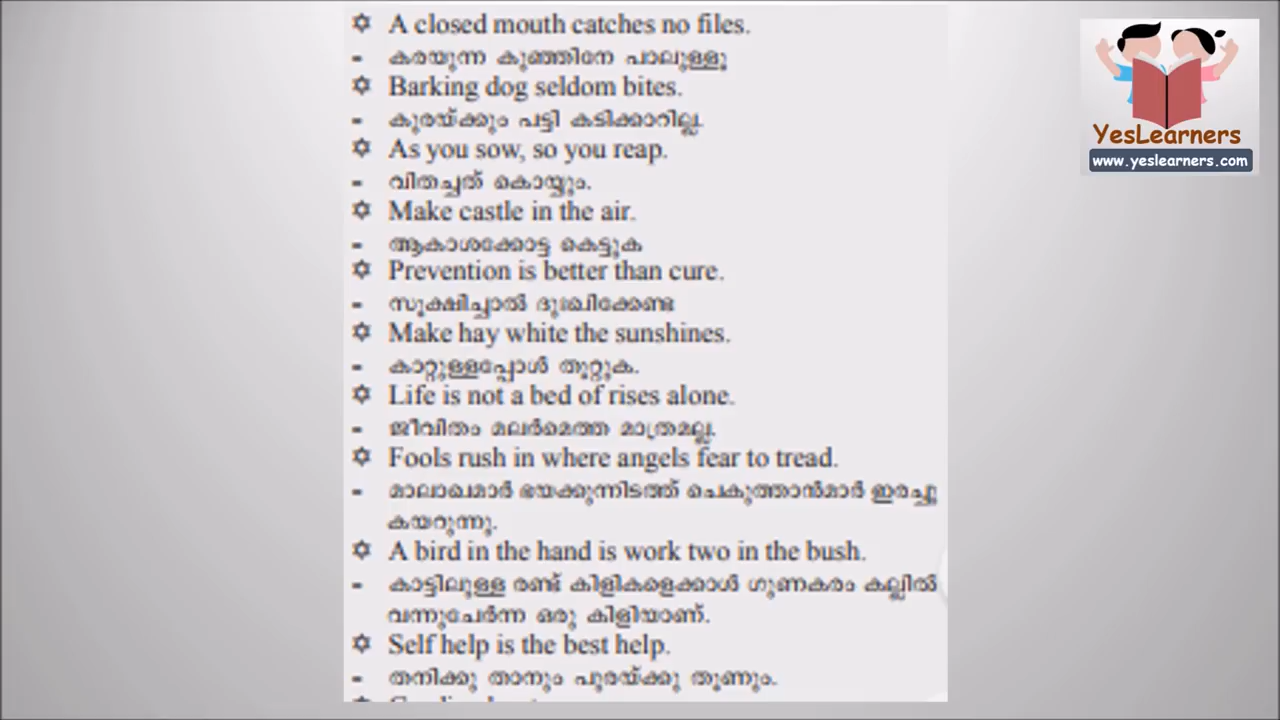 ✡ A closed mouth catches no files.
- കരയുന്ന കുഞ്ഞിനേ പാലുള്ളൂ
✡ Barking dog seldom bites.
- കുരയ്ക്കും പട്ടി കടിക്കാറില്ല.
✡ As you sow, so you reap.
- വിതച്ചത് കൊയ്യും.
✡ Make castle in the air.
- ആകാശക്കോട്ട കെട്ടുക
✡ Prevention is better than cure.
- സൂക്ഷിച്ചാൽ ദുഃഖിക്കേണ്ട
✡ Make hay white the sunshines.
- കാറ്റുള്ളപ്പോൾ തൂറ്റുക.
✡ Life is not a bed of rises alone.
- ജീവിതം മലർമെത്ത മാത്രമല്ല.
✡ Fools rush in where angels fear to tread.
- മാലാഖമാർ ഭയക്കുന്നിടത്ത് ചെകുത്താൻമാർ ഇരച്ചു
കയറുന്നു.
✡ A bird in the hand is work two in the bush.
- കാട്ടിലുള്ള രണ്ട് കിളികളെക്കാൾ ഗുണകരം കല്ലിൽ
വന്നുചേർന്ന ഒരു കിളിയാണ്.
✡ Self help is the best help.
- തനിക്കു താനും പുരയ്ക്കു തൂണും.
YesLearners
www.yeslearners.com